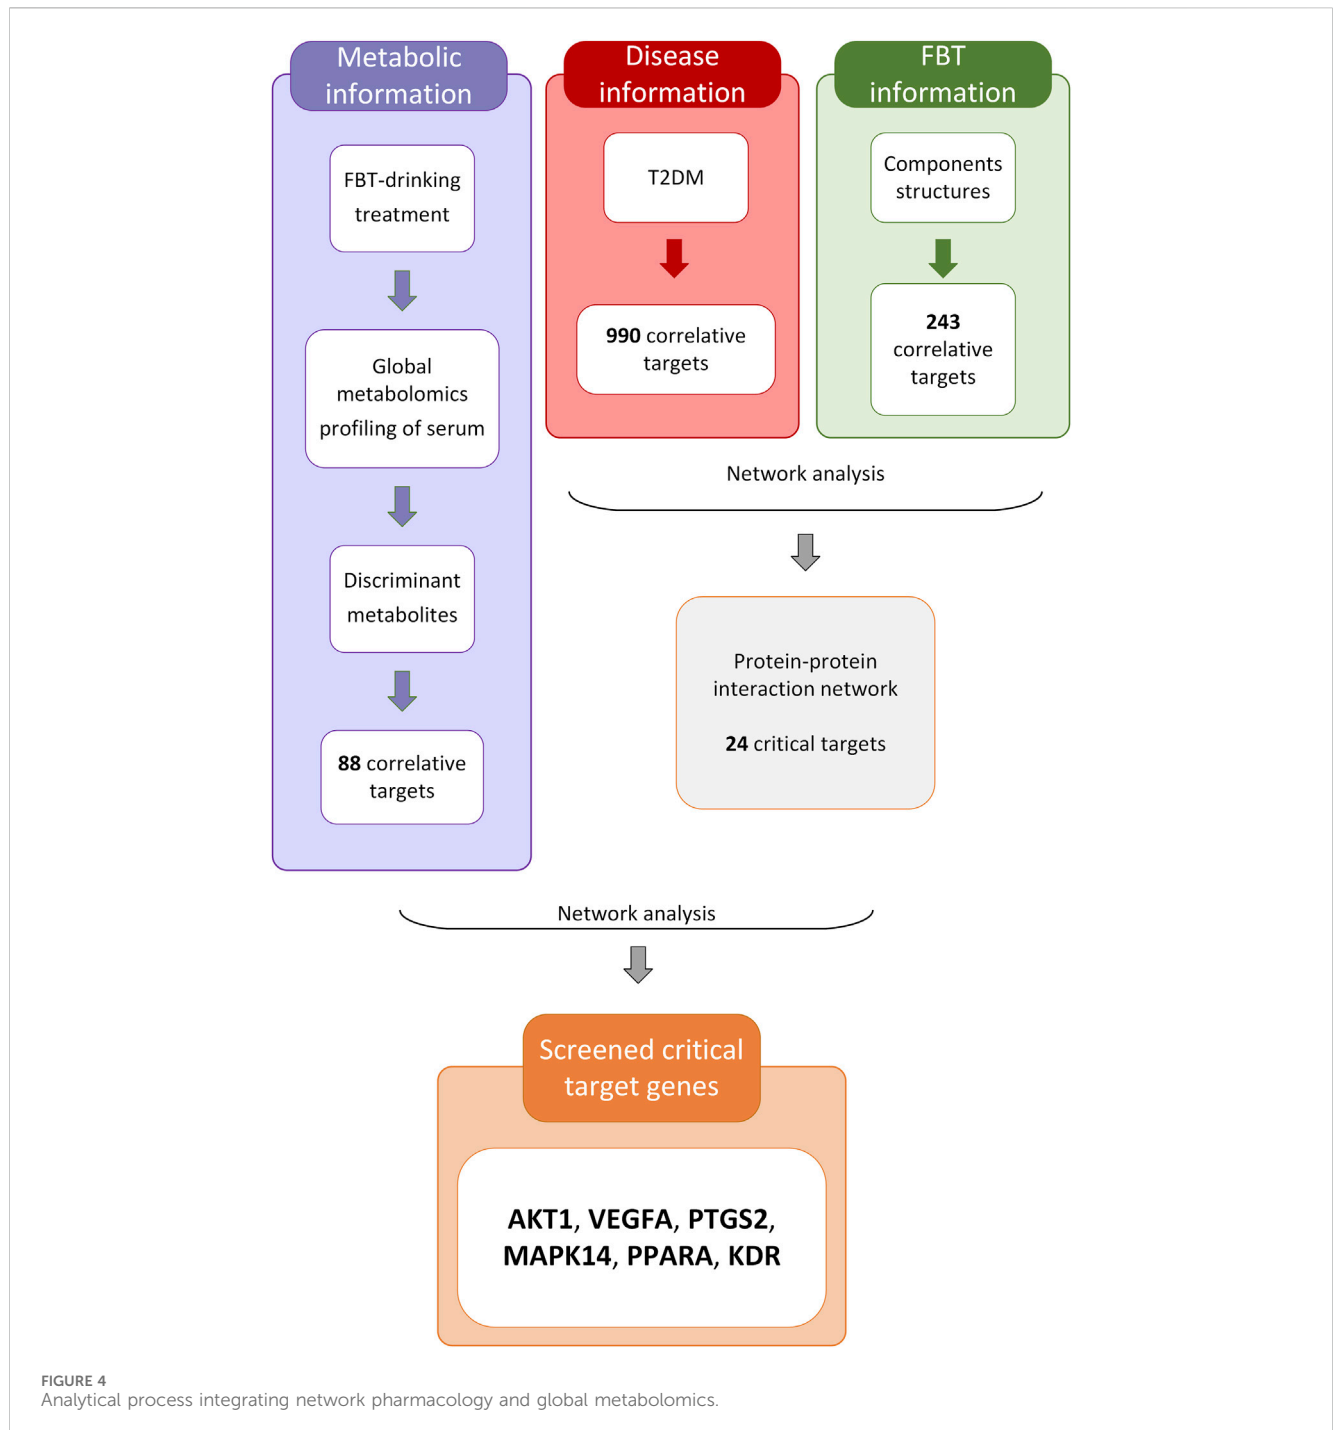 Metabolic
information
FBT-drinking
treatment
Global
metabolomics
profiling of serum
Discriminant
metabolites
88 correlative
targets
Disease
information
T2DM
990 correlative
targets
FBT
information
Components
structures
243
correlative
targets
Network analysis
Protein-protein
interaction network
24 critical targets
Network analysis
Screened critical
target genes
AKT1, VEGFA, PTGS2,
MAPK14, PPARA, KDR
FIGURE 4
Analytical process integrating network pharmacology and global metabolomics.